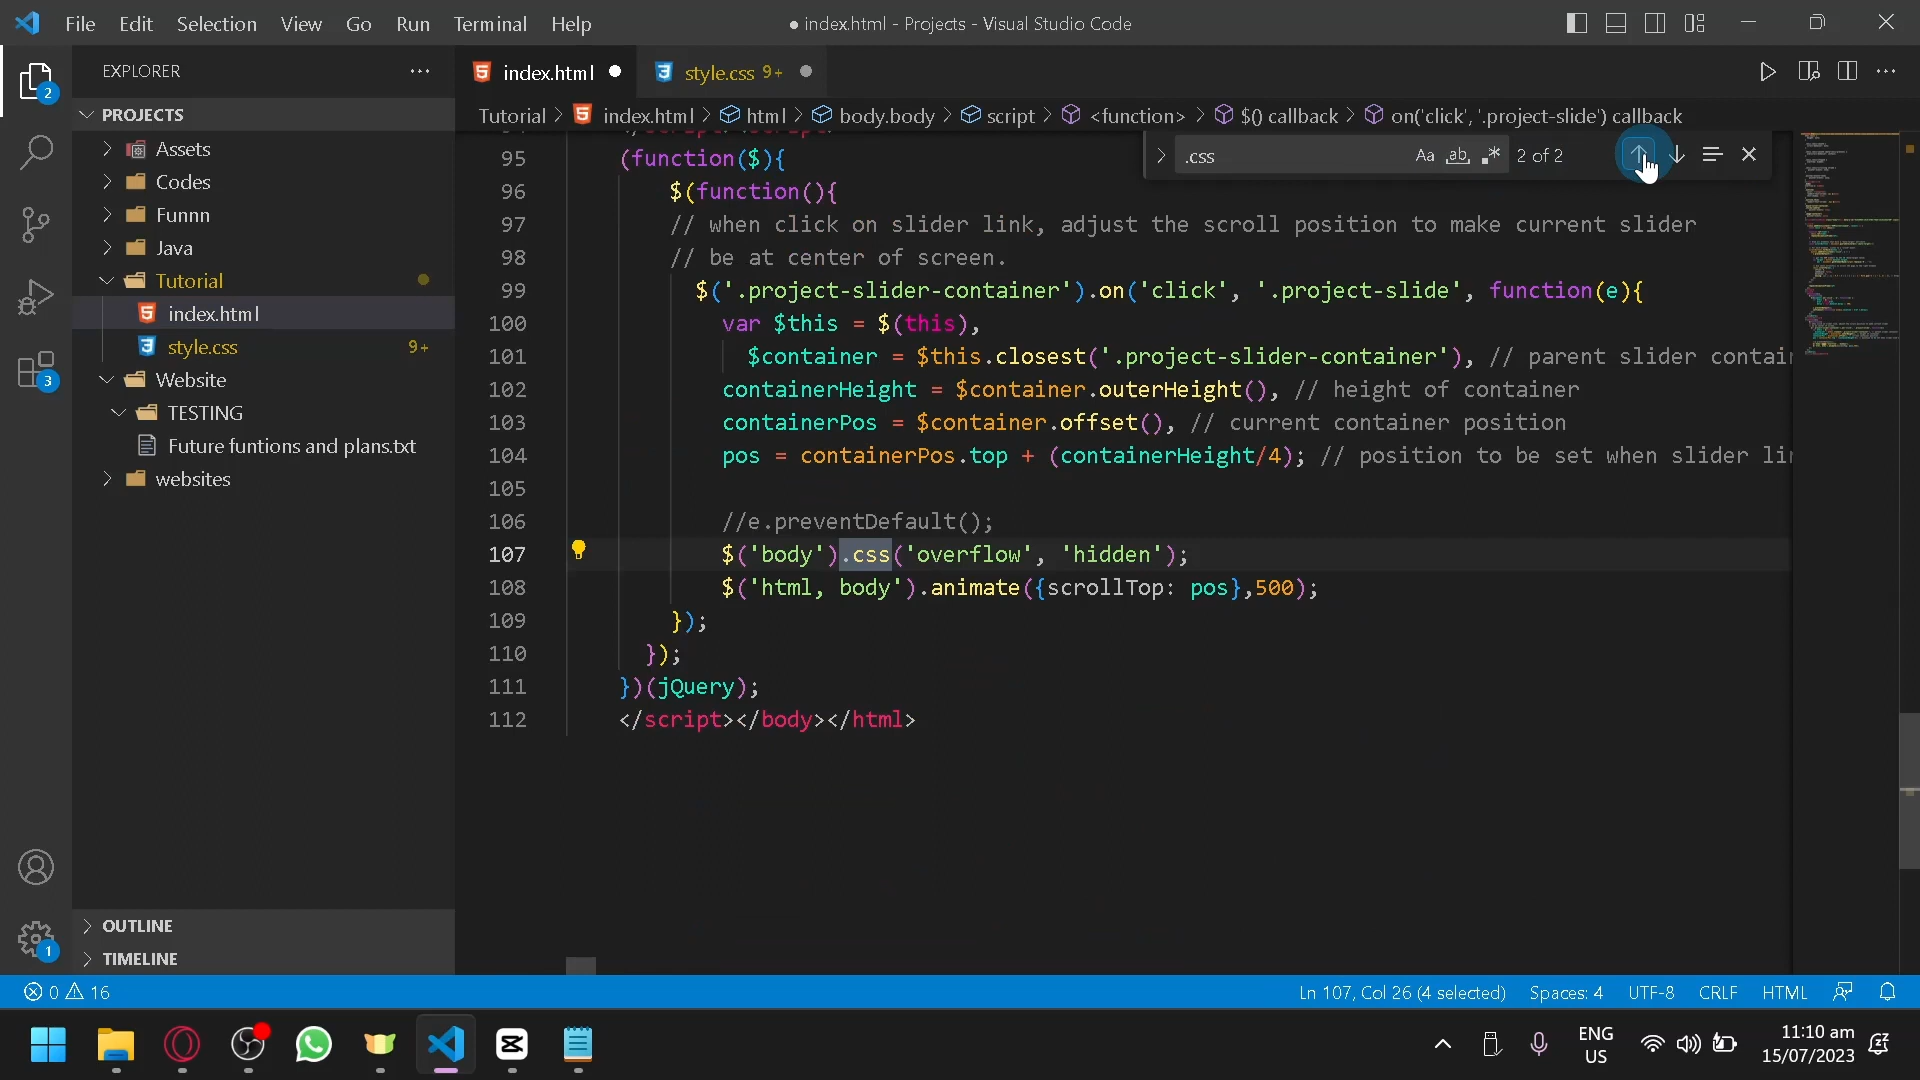 File Edit Selection View Go Run Terminal Help
● index.html - Projects - Visual Studio Code
EXPLORER
index.html
style.css 9+
2
PROJECTS
Tutorial > index.html > html > body.body > script > <function> > $() callback > on('click', '.project-slide') callback
.css
Aa ab .* 2 of 2
Assets
Codes
Funnn
Java
Tutorial
index.html
style.css 9+
Website
TESTING
Future funtions and plans.txt
websites
3
95 (function($){
96 $(function(){
97 // when click on slider link, adjust the scroll position to make current slider
98 // be at center of screen.
99 $('.project-slider-container').on('click', '.project-slide', function(e){
100 var $this = $(this),
101 $container = $this.closest('.project-slider-container'), // parent slider contai
102 containerHeight = $container.outerHeight(), // height of container
103 containerPos = $container.offset(), // current container position
104 pos = containerPos.top + (containerHeight/4); // position to be set when slider li
105
106 //e.preventDefault();
107 $('body').css('overflow', 'hidden');
108 $('html, body').animate({scrollTop: pos},500);
109 });
110 });
111 })(jQuery);
112 </script></body></html>
OUTLINE
TIMELINE
1
0 16
Ln 107, Col 26 (4 selected) Spaces: 4 UTF-8 CRLF HTML
ENG
US
11:10 am
15/07/2023